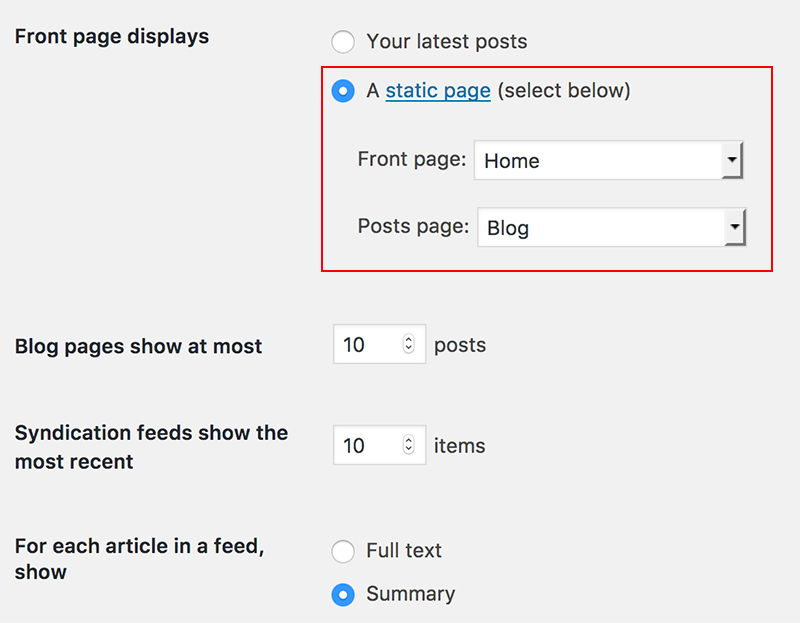 Front page displays
Your latest posts
A static page (select below)
Front page: Home
Posts page: Blog
Blog pages show at most 10 posts
Syndication feeds show the
most recent
10 items
For each article in a feed,
show
Full text
Summary